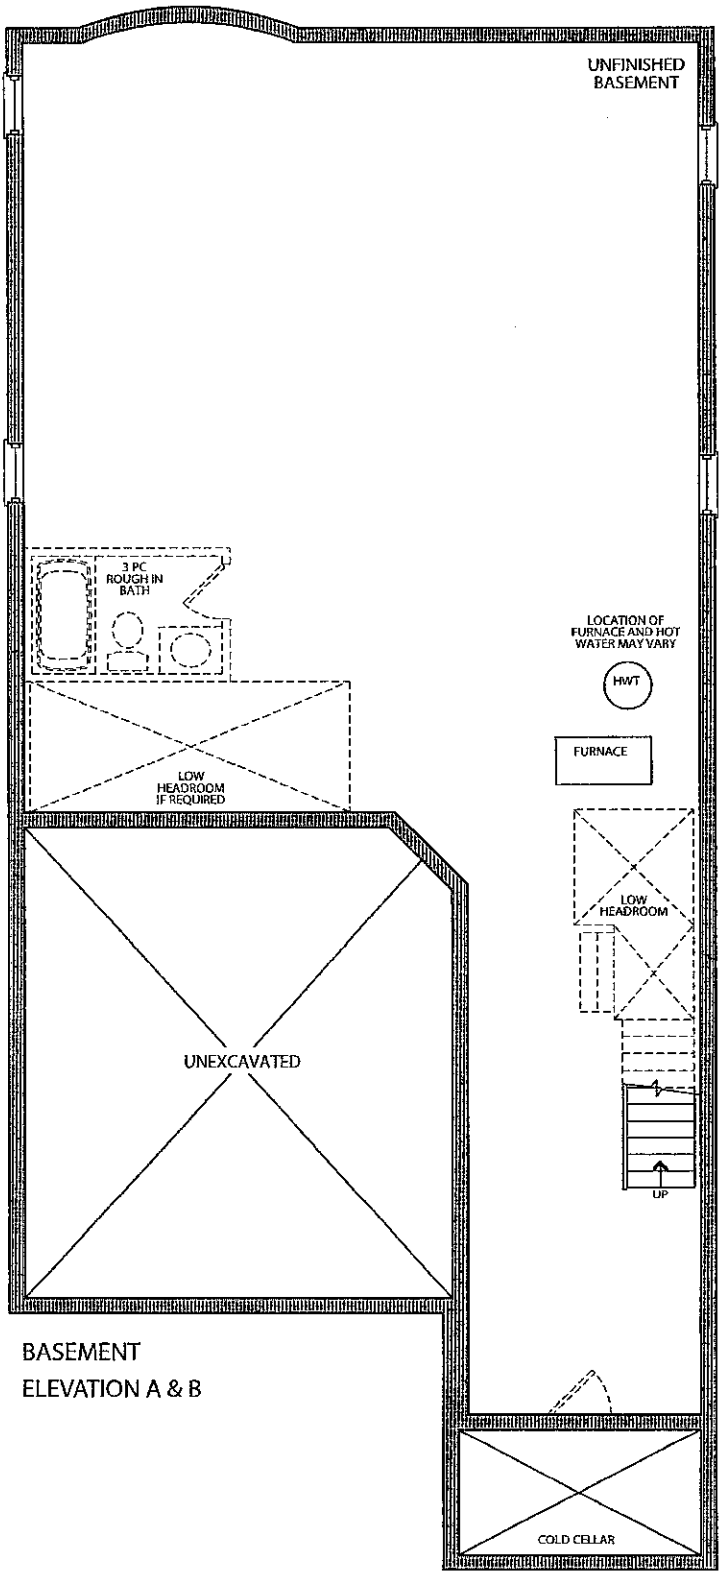 UNFINISHED
BASEMENT
3 PC
ROUGH IN
BATH
LOCATION OF
FURNACE AND HOT
WATER MAY VARY
HWT
FURNACE
LOW
HEADROOM
IF REQUIRED
LOW
HEADROOM
UNEXCAVATED
UP
BASEMENT
ELEVATION A & B
COLD CELLAR